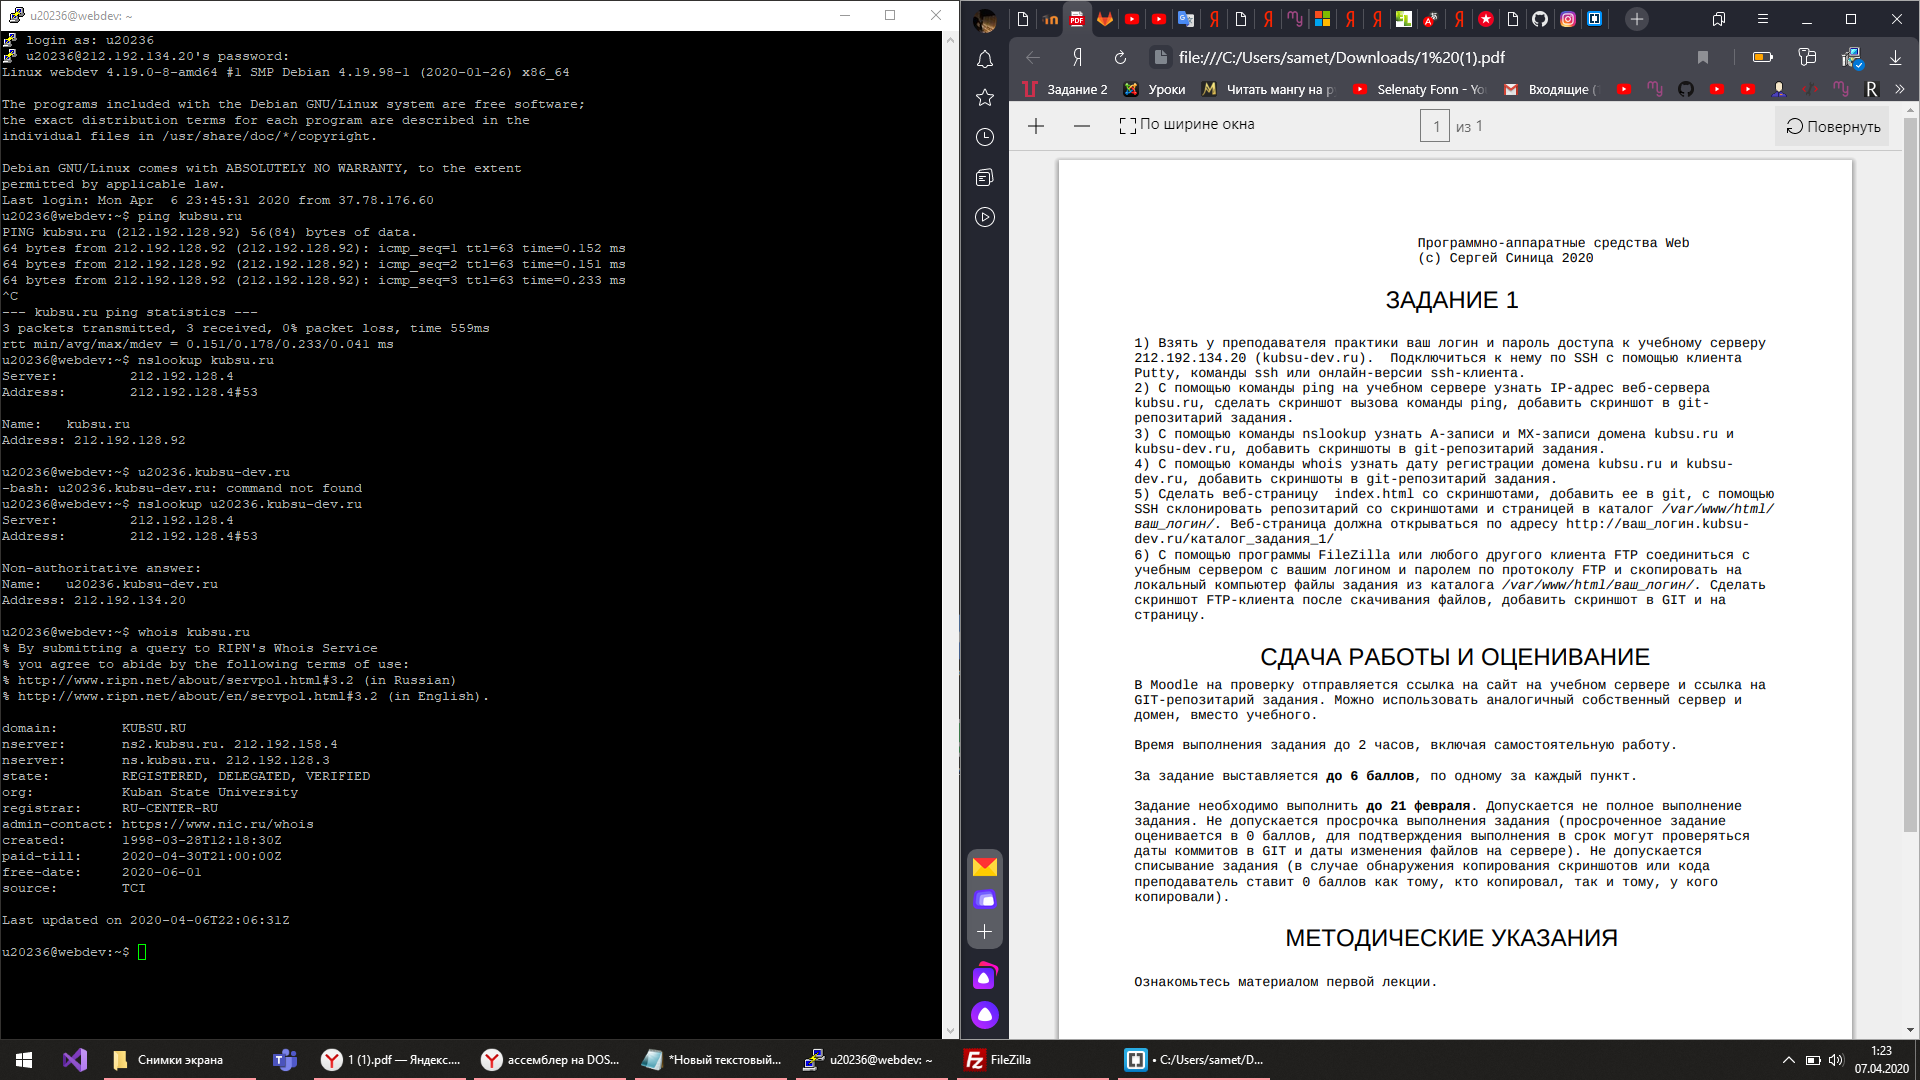 u20236@webdev: ~
login as: u20236
u20236@212.192.134.20's password:
Linux webdev 4.19.0-8-amd64 #1 SMP Debian 4.19.98-1 (2020-01-26) x86_64
The programs included with the Debian GNU/Linux system are free software;
the exact distribution terms for each program are described in the
individual files in /usr/share/doc/*/copyright.
Debian GNU/Linux comes with ABSOLUTELY NO WARRANTY, to the extent
permitted by applicable law.
Last login: Mon Apr  6 23:45:31 2020 from 37.78.176.60
u20236@webdev:~$ ping kubsu.ru
PING kubsu.ru (212.192.128.92) 56(84) bytes of data.
64 bytes from 212.192.128.92 (212.192.128.92): icmp_seq=1 ttl=63 time=0.152 ms
64 bytes from 212.192.128.92 (212.192.128.92): icmp_seq=2 ttl=63 time=0.151 ms
64 bytes from 212.192.128.92 (212.192.128.92): icmp_seq=3 ttl=63 time=0.233 ms
^C
--- kubsu.ru ping statistics ---
3 packets transmitted, 3 received, 0% packet loss, time 559ms
rtt min/avg/max/mdev = 0.151/0.178/0.233/0.041 ms
u20236@webdev:~$ nslookup kubsu.ru
Server:         212.192.128.4
Address:        212.192.128.4#53
Name:   kubsu.ru
Address: 212.192.128.92
u20236@webdev:~$ u20236.kubsu-dev.ru
-bash: u20236.kubsu-dev.ru: command not found
u20236@webdev:~$ nslookup u20236.kubsu-dev.ru
Server:         212.192.128.4
Address:        212.192.128.4#53
Non-authoritative answer:
Name:   u20236.kubsu-dev.ru
Address: 212.192.134.20
u20236@webdev:~$ whois kubsu.ru
% By submitting a query to RIPN's Whois Service
% you agree to abide by the following terms of use:
% http://www.ripn.net/about/servpol.html#3.2 (in Russian)
% http://www.ripn.net/about/en/servpol.html#3.2 (in English).
domain:        KUBSU.RU
nserver:       ns2.kubsu.ru. 212.192.158.4
nserver:       ns.kubsu.ru. 212.192.128.3
state:         REGISTERED, DELEGATED, VERIFIED
org:           Kuban State University
registrar:     RU-CENTER-RU
admin-contact: https://www.nic.ru/whois
created:       1998-03-28T12:18:30Z
paid-till:     2020-04-30T21:00:00Z
free-date:     2020-06-01
source:        TCI
Last updated on 2020-04-06T22:06:31Z
u20236@webdev:~$
file:///C:/Users/samet/Downloads/1%20(1).pdf
Задание 2 Уроки Читать мангу на р Selenaty Fonn - Yo Входящие (
По ширине окна 1 из 1 Повернуть
Программно-аппаратные средства Web
(c) Сергей Синица 2020
ЗАДАНИЕ 1
1) Взять у преподавателя практики ваш логин и пароль доступа к учебному серверу
212.192.134.20 (kubsu-dev.ru).  Подключиться к нему по SSH с помощью клиента
Putty, команды ssh или онлайн-версии ssh-клиента.
2) С помощью команды ping на учебном сервере узнать IP-адрес веб-сервера
kubsu.ru, сделать скриншот вызова команды ping, добавить скриншот в git-
репозитарий задания.
3) С помощью команды nslookup узнать A-записи и MX-записи домена kubsu.ru и
kubsu-dev.ru, добавить скриншоты в git-репозитарий задания.
4) С помощью команды whois узнать дату регистрации домена kubsu.ru и kubsu-
dev.ru, добавить скриншоты в git-репозитарий задания.
5) Сделать веб-страницу  index.html со скриншотами, добавить ее в git, с помощью
SSH склонировать репозитарий со скриншотами и страницей в каталог /var/www/html/
ваш_логин/. Веб-страница должна открываться по адресу http://ваш_логин.kubsu-
dev.ru/каталог_задания_1/
6) С помощью программы FileZilla или любого другого клиента FTP соединиться с
учебным сервером с вашим логином и паролем по протоколу FTP и скопировать на
локальный компьютер файлы задания из каталога /var/www/html/ваш_логин/. Сделать
скриншот FTP-клиента после скачивания файлов, добавить скриншот в GIT и на
страницу.
СДАЧА РАБОТЫ И ОЦЕНИВАНИЕ
В Moodle на проверку отправляется ссылка на сайт на учебном сервере и ссылка на
GIT-репозитарий задания. Можно использовать аналогичный собственный сервер и
домен, вместо учебного.
Время выполнения задания до 2 часов, включая самостоятельную работу.
За задание выставляется до 6 баллов, по одному за каждый пункт.
Задание необходимо выполнить до 21 февраля. Допускается не полное выполнение
задания. Не допускается просрочка выполнения задания (просроченное задание
оценивается в 0 баллов, для подтверждения выполнения в срок могут проверяться
даты коммитов в GIT и даты изменения файлов на сервере). Не допускается
списывание задания (в случае обнаружения копирования скриншотов или кода
преподаватель ставит 0 баллов как тому, кто копировал, так и тому, у кого
копировали).
МЕТОДИЧЕСКИЕ УКАЗАНИЯ
Ознакомьтесь материалом первой лекции.
Снимки экрана 1 (1).pdf — Яндекс.... ассемблер на DOS... *Новый текстовый... u20236@webdev: ~ FileZilla • C:/Users/samet/D... 1:23
07.04.2020